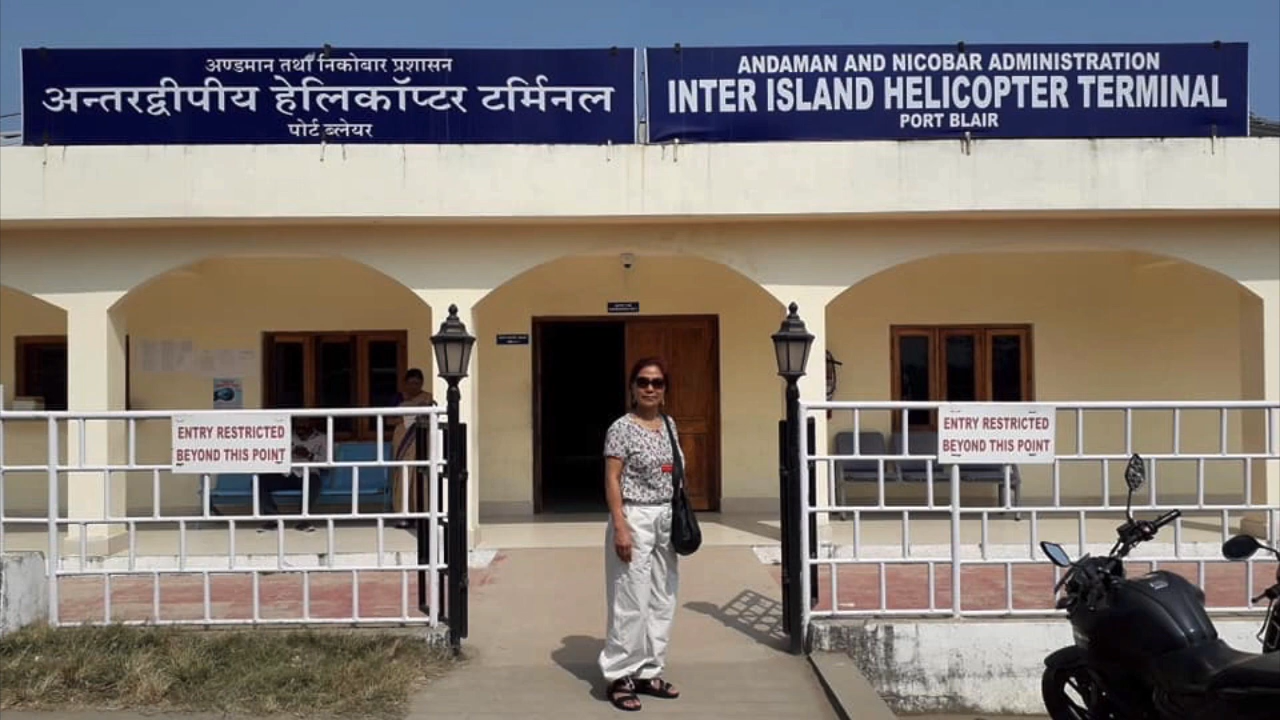 अण्डमान तथा निकोबार प्रशासन
अन्तरद्वीपीय हेलिकॉप्टर टर्मिनल
पोर्ट ब्लेयर
ANDAMAN AND NICOBAR ADMINISTRATION
INTER ISLAND HELICOPTER TERMINAL
PORT BLAIR
ENTRY RESTRICTED
BEYOND THIS POINT
ENTRY RESTRICTED
BEYOND THIS POINT